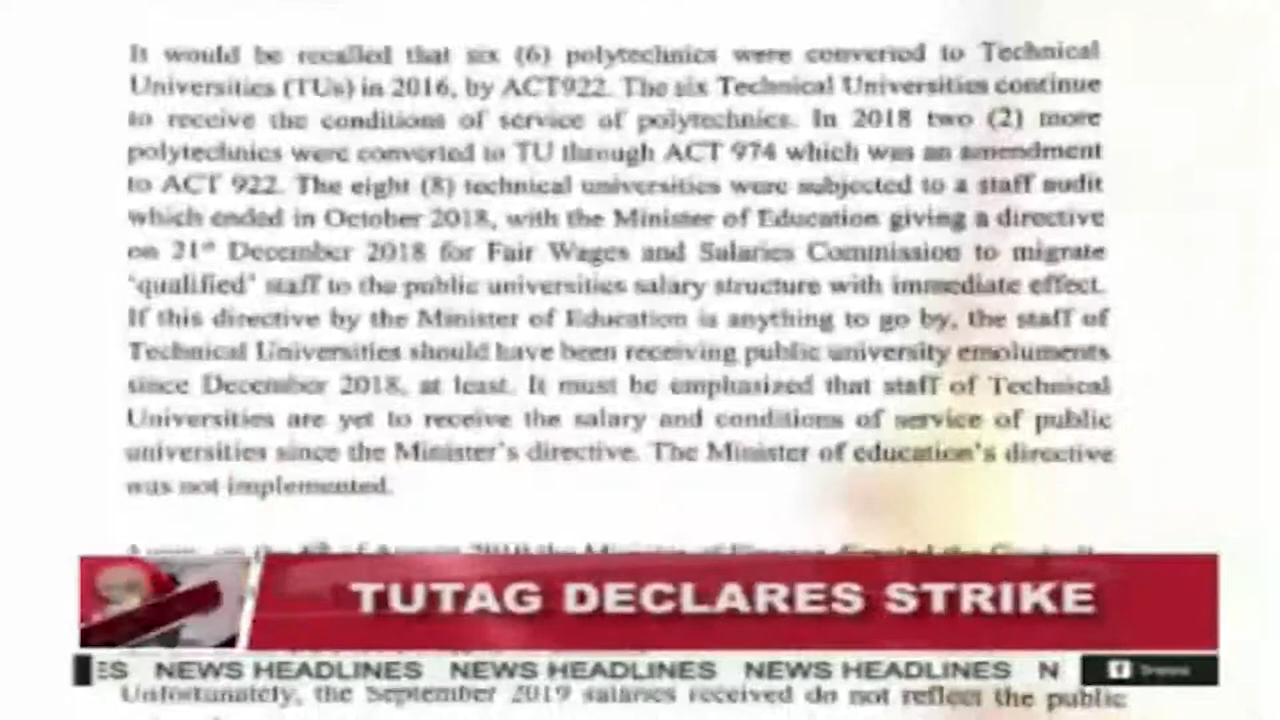 It would be recalled that six (6) polytechnics were converted to Technical
Universities (TUs) in 2016, by ACT922. The six Technical Universities continue
to receive the conditions of service of polytechnics. In 2018 two (2) more
polytechnics were converted to TU through ACT 974 which was an amendment
to ACT 922. The eight (8) technical universities were subjected to a staff audit
which ended in October 2018, with the Minister of Education giving a directive
on 21st December 2018 for Fair Wages and Salaries Commission to migrate
'qualified' staff to the public universities salary structure with immediate effect.
If this directive by the Minister of Education is anything to go by, the staff of
Technical Universities should have been receiving public university emoluments
since December 2018, at least. It must be emphasized that staff of Technical
Universities are yet to receive the salary and conditions of service of public
universities since the Minister's directive. The Minister of education's directive
was not implemented.
TUTAG DECLARES STRIKE
ES NEWS HEADLINES NEWS HEADLINES NEWS HEADLINES N
Unfortunately, the September 2019 salaries received do not reflect the public